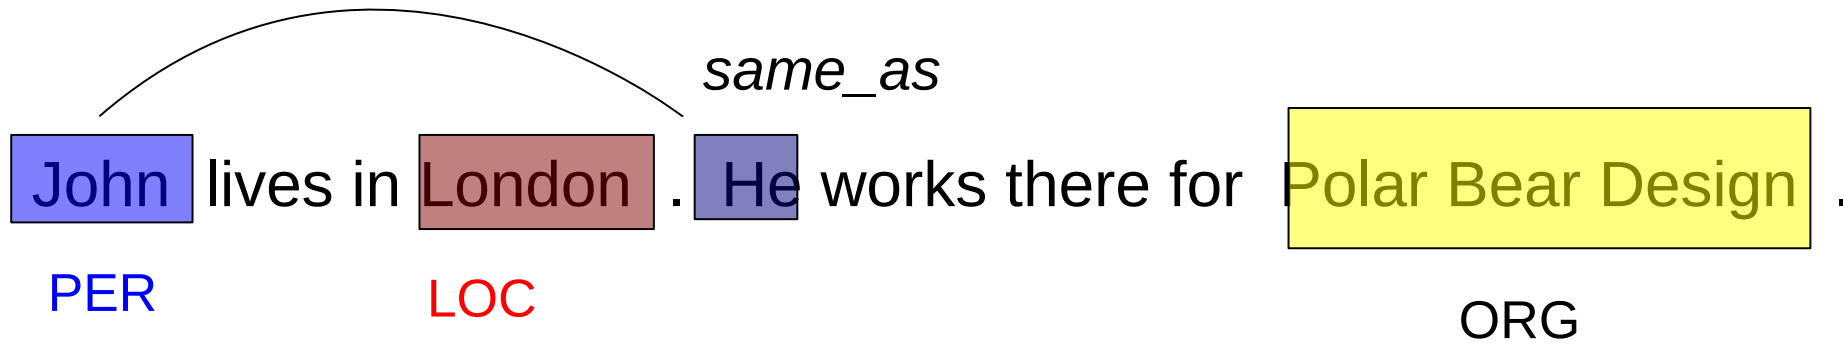 same_as
John lives in London . He works there for Polar Bear Design .
PER LOC ORG